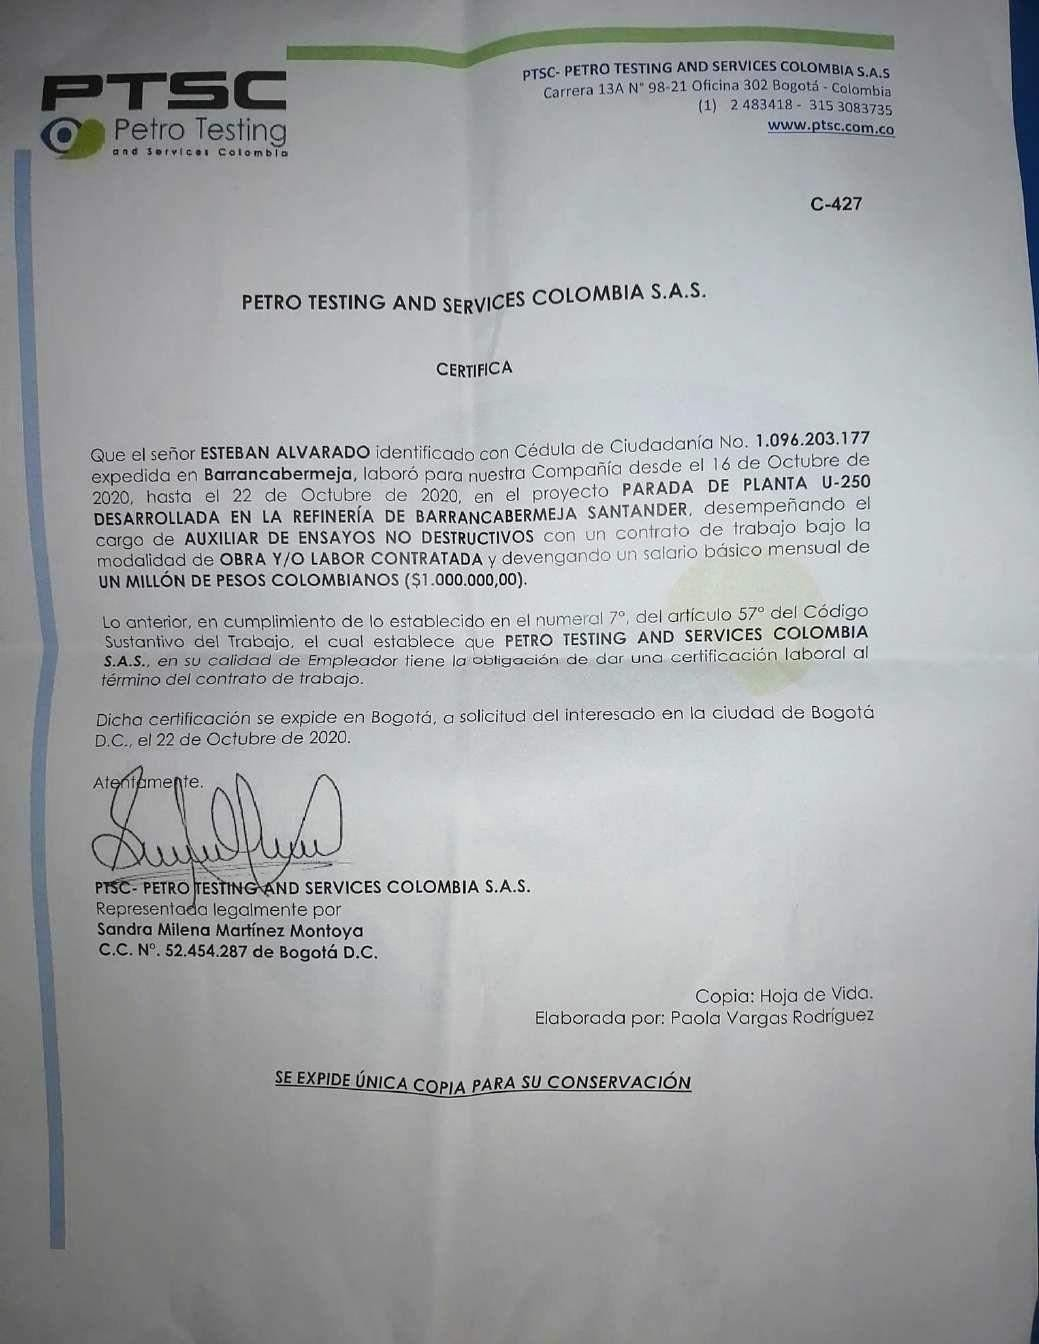 PTSC
Petro Testing
and Services Colombia
PTSC- PETRO TESTING AND SERVICES COLOMBIA S.A.S
Carrera 13A N° 98-21 Oficina 302 Bogotá - Colombia
(1) 2 483418 - 315 3083735
www.ptsc.com.co
C-427
PETRO TESTING AND SERVICES COLOMBIA S.A.S.
CERTIFICA
Que el señor ESTEBAN ALVARADO identificado con Cédula de Ciudadanía No. 1.096.203.177
expedida en Barrancabermeja, laboró para nuestra Compañía desde el 16 de Octubre de
2020, hasta el 22 de Octubre de 2020, en el proyecto PARADA DE PLANTA U-250
DESARROLLADA EN LA REFINERÍA DE BARRANCABERMEJA SANTANDER, desempeñando el
cargo de AUXILIAR DE ENSAYOS NO DESTRUCTIVOS con un contrato de trabajo bajo la
modalidad de OBRA Y/O LABOR CONTRATADA y devengando un salario básico mensual de
UN MILLÓN DE PESOS COLOMBIANOS ($1.000.000,00).
Lo anterior, en cumplimiento de lo establecido en el numeral 7°, del artículo 57° del Código
Sustantivo del Trabajo, el cual establece que PETRO TESTING AND SERVICES COLOMBIA
S.A.S., en su calidad de Empleador tiene la obligación de dar una certificación laboral al
término del contrato de trabajo.
Dicha certificación se expide en Bogotá, a solicitud del interesado en la ciudad de Bogotá
D.C., el 22 de Octubre de 2020.
Atentamente.
PTSC- PETRO TESTING AND SERVICES COLOMBIA S.A.S.
Representada legalmente por
Sandra Milena Martínez Montoya
C.C. N°. 52.454.287 de Bogotá D.C.
Copia: Hoja de Vida.
Elaborada por: Paola Vargas Rodríguez
SE EXPIDE ÚNICA COPIA PARA SU CONSERVACIÓN